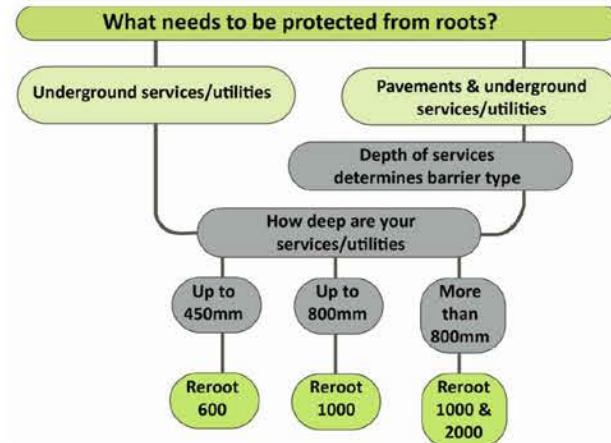 What needs to be protected from roots?
Underground services/utilities
Pavements & underground
services/utilities
Depth of services
determines barrier type
How deep are your
services/utilities
Up to
450mm
Up to
800mm
More
than
800mm
Reroot
600
Reroot
1000
Reroot
1000 &
2000